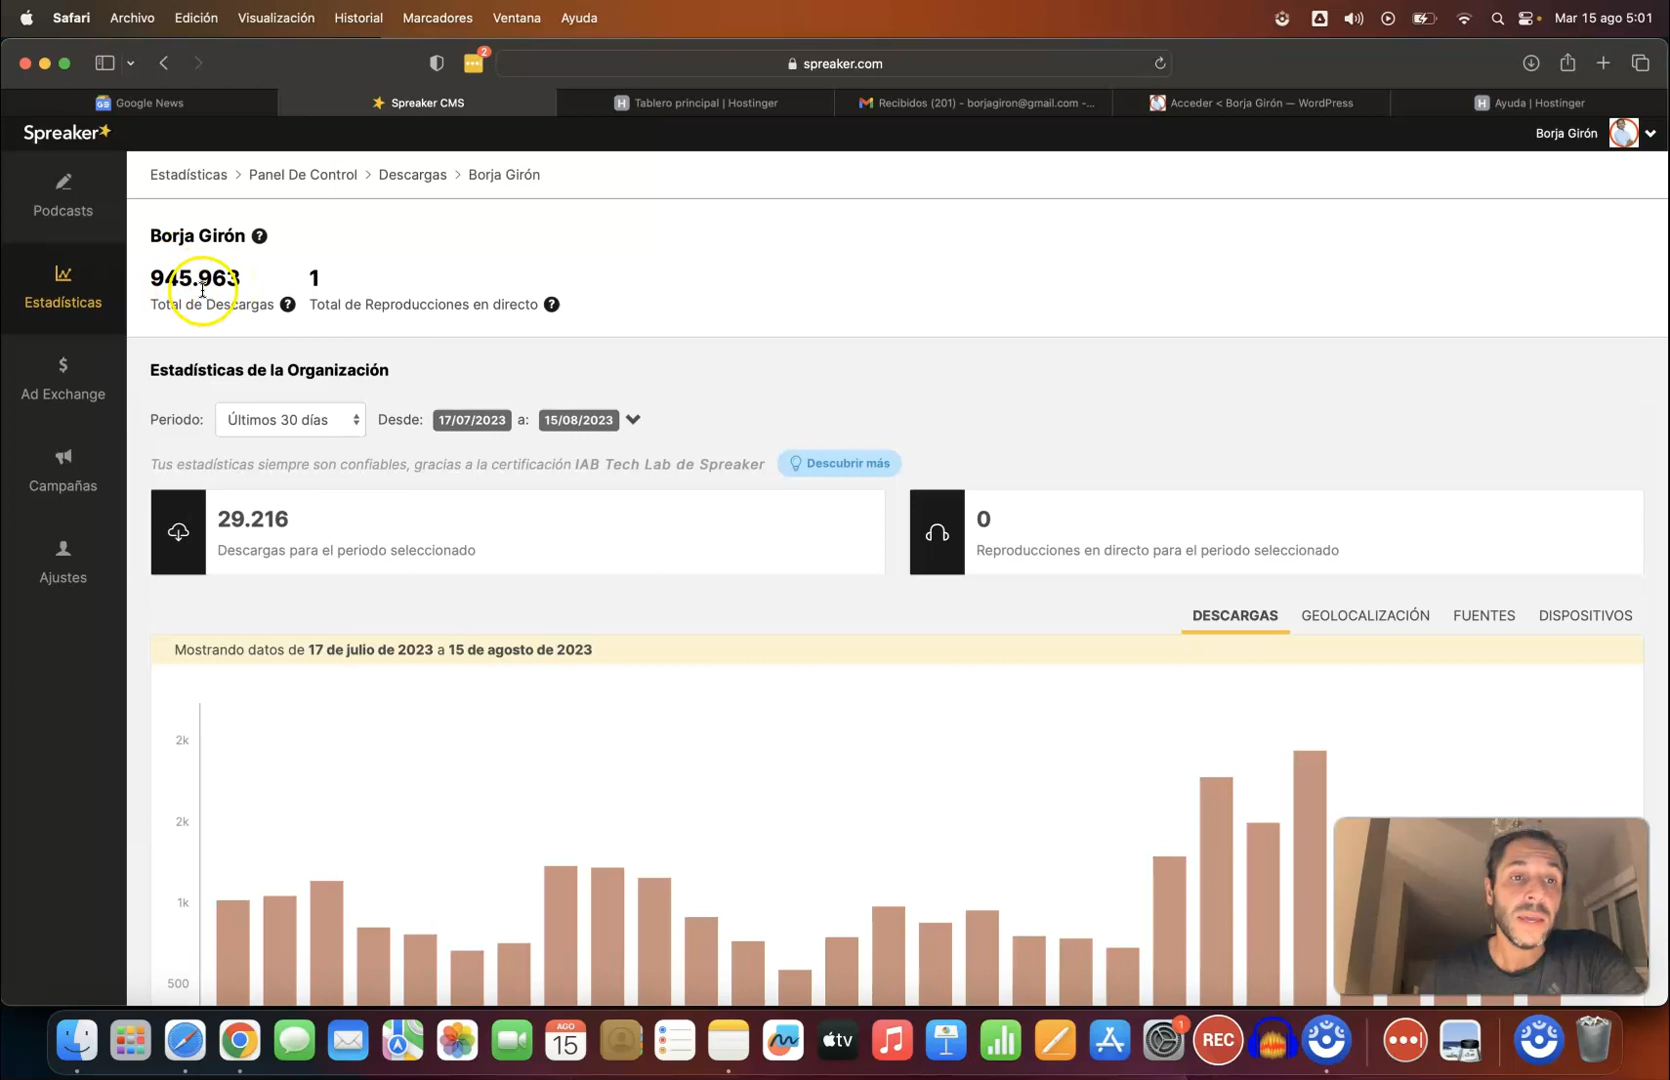 Safari Archivo Edición Visualización Historial Marcadores Ventana Ayuda Mar 15 ago 5:01
2
spreaker.com
Google News Spreaker CMS Tablero principal | Hostinger Recibidos (201) - borjagiron@gmail.com -... Acceder < Borja Girón — WordPress Ayuda | Hostinger
Spreaker Borja Girón
Estadísticas > Panel De Control > Descargas > Borja Girón
Podcasts
Borja Girón ?
945.963 1
Total de Descargas ? Total de Reproducciones en directo ?
Estadísticas
Estadísticas de la Organización
$
Ad Exchange
Periodo: Últimos 30 días Desde: 17/07/2023 a: 15/08/2023
Tus estadísticas siempre son confiables, gracias a la certificación IAB Tech Lab de Spreaker Descubrir más
Campañas
29.216 0
Descargas para el periodo seleccionado Reproducciones en directo para el periodo seleccionado
Ajustes
DESCARGAS GEOLOCALIZACIÓN FUENTES DISPOSITIVOS
Mostrando datos de 17 de julio de 2023 a 15 de agosto de 2023
2k
2k
1k
500
AGO
15
tv
1
REC